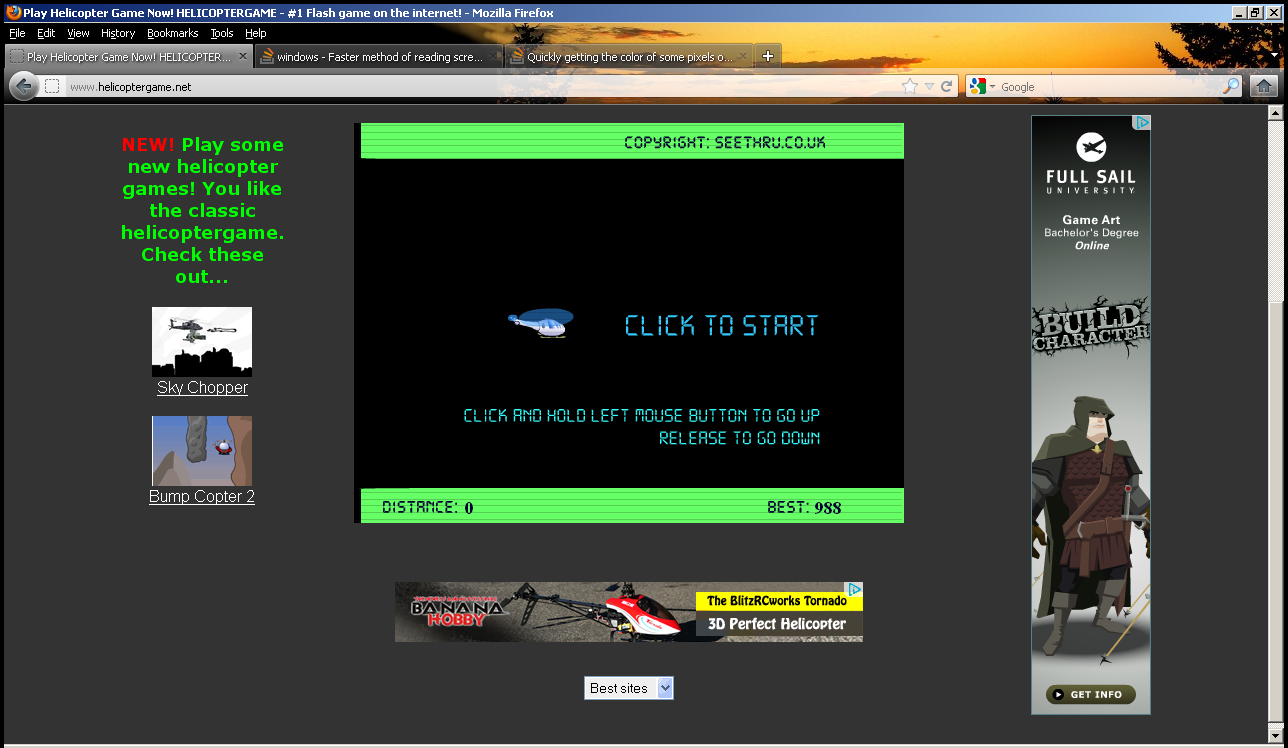 Play Helicopter Game Now! HELICOPTERGAME - #1 Flash game on the internet! - Mozilla Firefox
File Edit View History Bookmarks Tools Help
Play Helicopter Game Now! HELICOPTER...
windows - Faster method of reading scre...
Quickly getting the color of some pixels o...
www.helicoptergame.net
Google
NEW! Play some
new helicopter
games! You like
the classic
helicoptergame.
Check these
out...
Sky Chopper
Bump Copter 2
COPYRIGHT: SEETHRU.CO.UK
CLICK TO START
CLICK AND HOLD LEFT MOUSE BUTTON TO GO UP
RELEASE TO GO DOWN
DISTANCE: 0
BEST: 988
BANANA
HOBBY
The BlitzRCworks Tornado
3D Perfect Helicopter
Best sites
FULL SAIL
UNIVERSITY
Game Art
Bachelor's Degree
Online
BUILD
CHARACTER
GET INFO